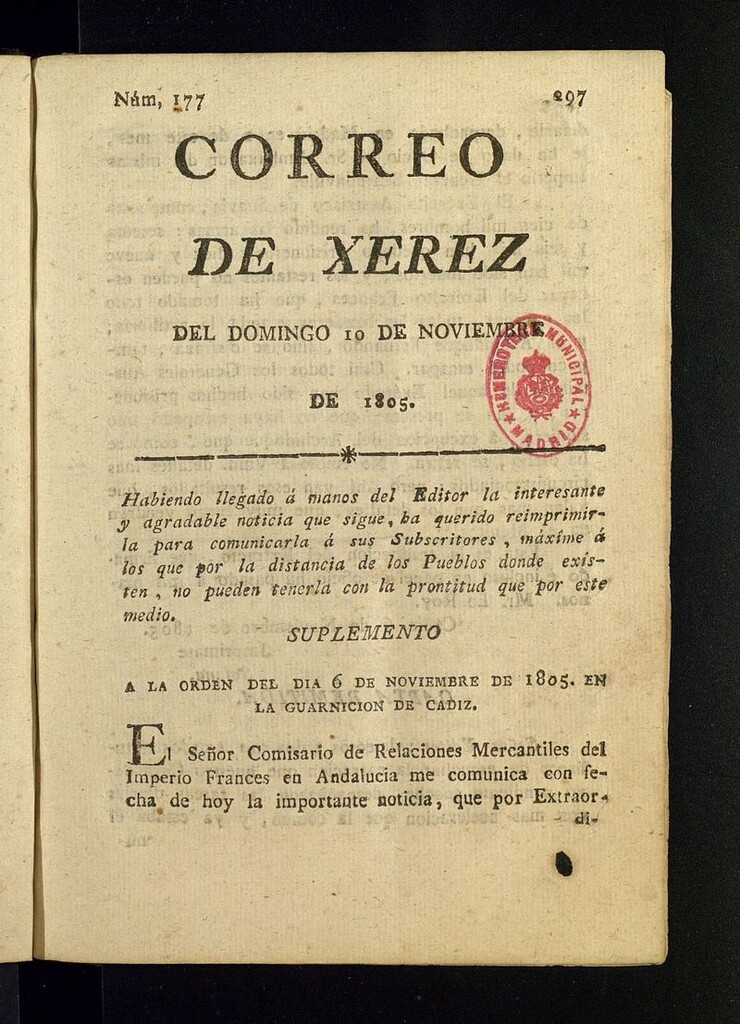 Núm, 177
297
CORREO
DE XEREZ
DEL DOMINGO 10 DE NOVIEMBRE
DE 1805.
HEMEROTECA MUNICIPAL
★ MADRID ★
Habiendo llegado á manos del Editor la interesante
y agradable noticia que sigue, ha querido reimprimir-
la para comunicarla á sus Subscritores, máxime á
los que por la distancia de los Pueblos donde exis-
ten, no pueden tenerla con la prontitud que por este
medio.
SUPLEMENTO
A LA ORDEN DEL DIA 6 DE NOVIEMBRE DE 1805. EN
LA GUARNICION DE CADIZ.
El Señor Comisario de Relaciones Mercantiles del
Imperio Frances en Andalucia me comunica con fe-
cha de hoy la importante noticia, que por Extraor-
di-